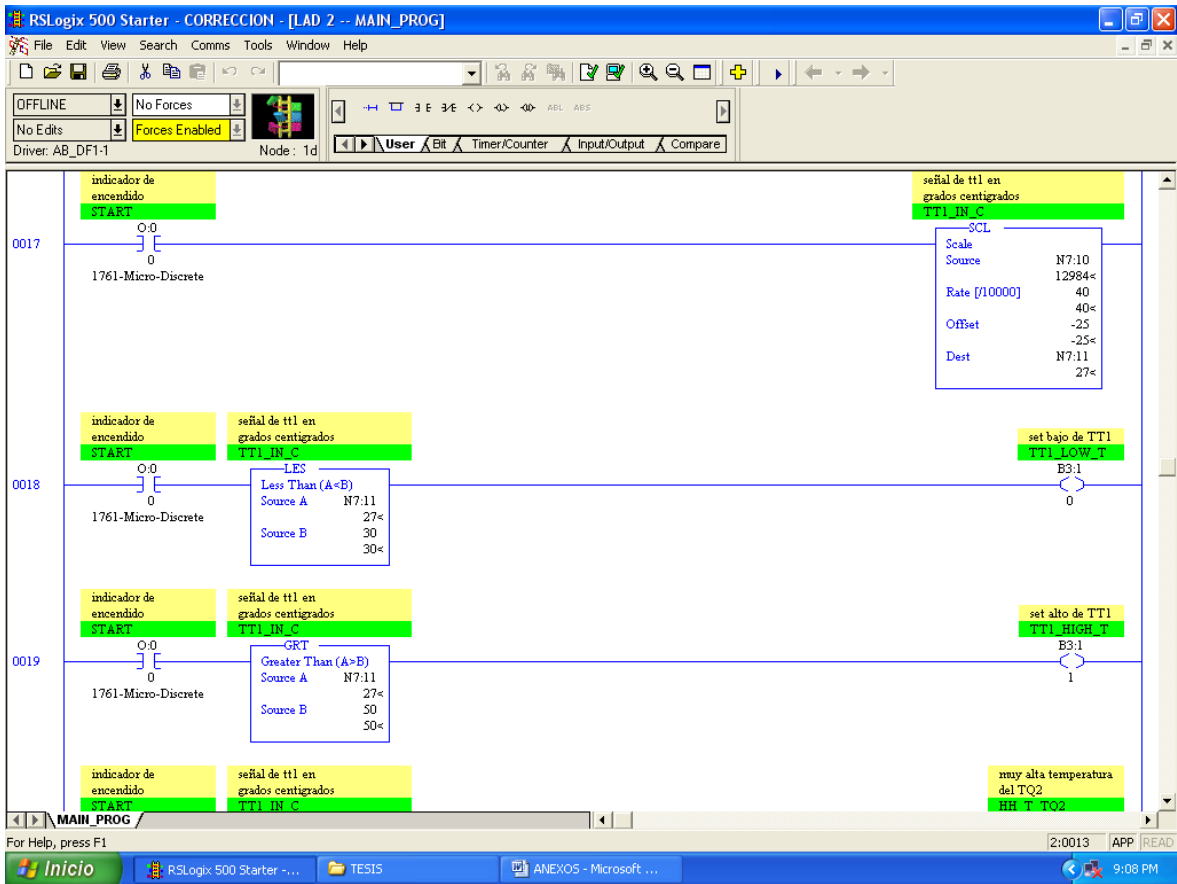 RSLogix 500 Starter - CORRECCION - [LAD 2 -- MAIN_PROG]
File Edit View Search Comms Tools Window Help
OFFLINE No Forces
No Edits Forces Enabled
Driver: AB_DF1-1 Node : 1d
ABL ABS
User Bit Timer/Counter Input/Output Compare
indicador de
encendido
START
O:0
0
1761-Micro-Discrete
0017
señal de tt1 en
grados centigrados
TT1_IN_C
SCL
Scale
Source N7:10
12984<
Rate [/10000] 40
40<
Offset -25
-25<
Dest N7:11
27<
indicador de
encendido
START
O:0
0
1761-Micro-Discrete
0018
señal de tt1 en
grados centigrados
TT1_IN_C
LES
Less Than (A<B)
Source A N7:11
27<
Source B 30
30<
set bajo de TT1
TT1_LOW_T
B3:1
0
indicador de
encendido
START
O:0
0
1761-Micro-Discrete
0019
señal de tt1 en
grados centigrados
TT1_IN_C
GRT
Greater Than (A>B)
Source A N7:11
27<
Source B 50
50<
set alto de TT1
TT1_HIGH_T
B3:1
1
indicador de
encendido
START
señal de tt1 en
grados centigrados
TT1_IN_C
muy alta temperatura
del TQ2
HH_T_TQ2
MAIN_PROG
For Help, press F1
2:0013 APP READ
Inicio
RSLogix 500 Starter -...
TESIS
ANEXOS - Microsoft ...
9:08 PM